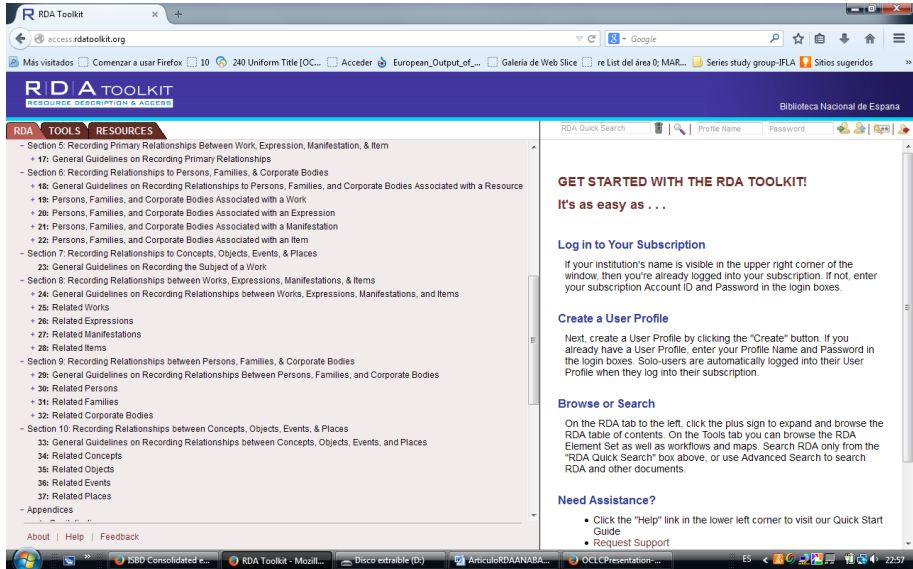 RDA Toolkit
access.rdatoolkit.org
Google
Más visitados Comenzar a usar Firefox 10 240 Uniform Title [OC... Acceder European_Output_of_... Galería de Web Slice re List del área 0; MAR... Series study group-IFLA Sitios sugeridos »
R|D|A TOOLKIT
RESOURCE DESCRIPTION & ACCESS
Biblioteca Nacional de Espana
RDA TOOLS RESOURCES
RDA Quick Search Profile Name Password
− Section 5: Recording Primary Relationships Between Work, Expression, Manifestation, & Item
+ 17: General Guidelines on Recording Primary Relationships
− Section 6: Recording Relationships to Persons, Families, & Corporate Bodies
+ 18: General Guidelines on Recording Relationships to Persons, Families, and Corporate Bodies Associated with a Resource
+ 19: Persons, Families, and Corporate Bodies Associated with a Work
+ 20: Persons, Families, and Corporate Bodies Associated with an Expression
+ 21: Persons, Families, and Corporate Bodies Associated with a Manifestation
+ 22: Persons, Families, and Corporate Bodies Associated with an Item
− Section 7: Recording Relationships to Concepts, Objects, Events, & Places
23: General Guidelines on Recording the Subject of a Work
− Section 8: Recording Relationships between Works, Expressions, Manifestations, & Items
+ 24: General Guidelines on Recording Relationships between Works, Expressions, Manifestations, and Items
+ 25: Related Works
+ 26: Related Expressions
+ 27: Related Manifestations
+ 28: Related Items
− Section 9: Recording Relationships between Persons, Families, & Corporate Bodies
+ 29: General Guidelines on Recording Relationships Between Persons, Families, and Corporate Bodies
+ 30: Related Persons
+ 31: Related Families
+ 32: Related Corporate Bodies
− Section 10: Recording Relationships between Concepts, Objects, Events, & Places
33: General Guidelines on Recording Relationships between Concepts, Objects, Events, and Places
34: Related Concepts
35: Related Objects
36: Related Events
37: Related Places
− Appendices
About | Help | Feedback
GET STARTED WITH THE RDA TOOLKIT!
It's as easy as . . .
Log in to Your Subscription
If your institution's name is visible in the upper right corner of the
window, then you're already logged into your subscription. If not, enter
your subscription Account ID and Password in the login boxes.
Create a User Profile
Next, create a User Profile by clicking the "Create" button. If you
already have a User Profile, enter your Profile Name and Password in
the login boxes. Solo-users are automatically logged into their User
Profile when they log into their subscription.
Browse or Search
On the RDA tab to the left, click the plus sign to expand and browse the
RDA table of contents. On the Tools tab you can browse the RDA
Element Set as well as workflows and maps. Search RDA only from the
"RDA Quick Search" box above, or use Advanced Search to search
RDA and other documents.
Need Assistance?
• Click the "Help" link in the lower left corner to visit our Quick Start
Guide
• Request Support
» ISBD Consolidated e... RDA Toolkit - Mozill... Disco extraíble (D:) ArticuloRDAANABA... OCLCPresentation-... ES 22:57